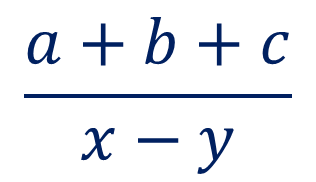 a + b + c
x − y